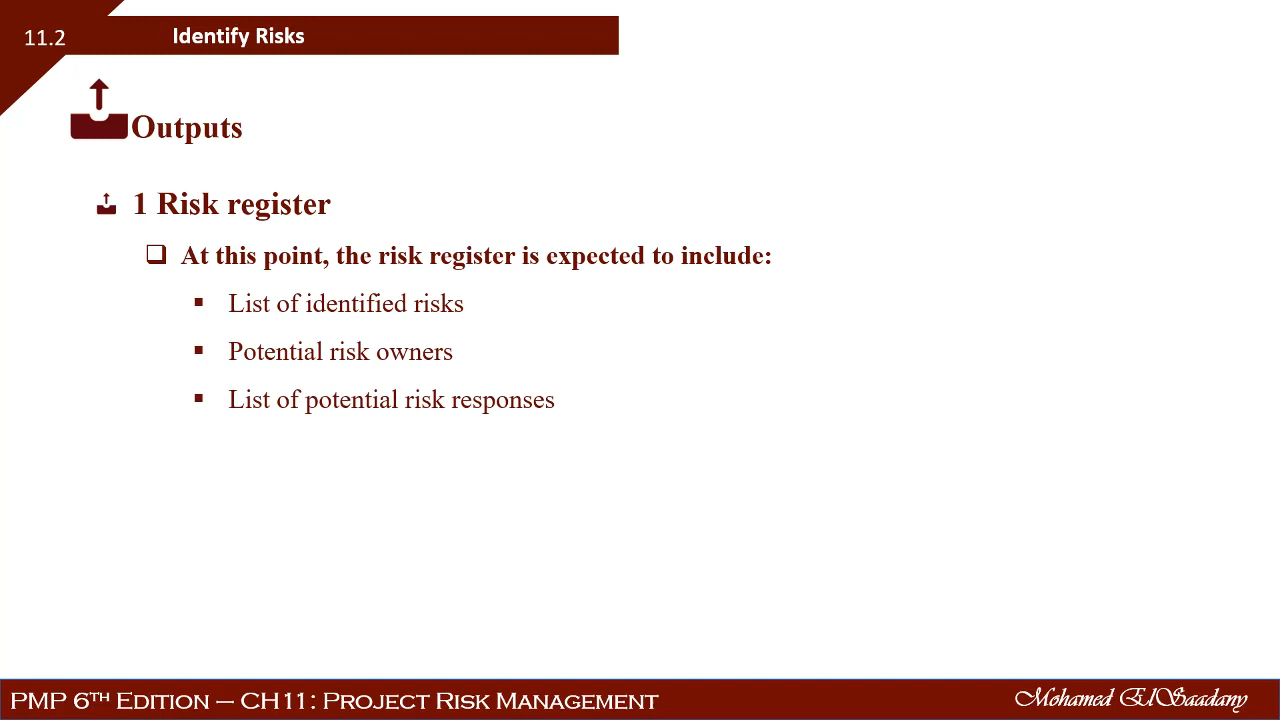 11.2
Identify Risks
Outputs
1 Risk register
At this point, the risk register is expected to include:
List of identified risks
Potential risk owners
List of potential risk responses
PMP 6TH EDITION – CH11: PROJECT RISK MANAGEMENT
Mohamed ElSaadany